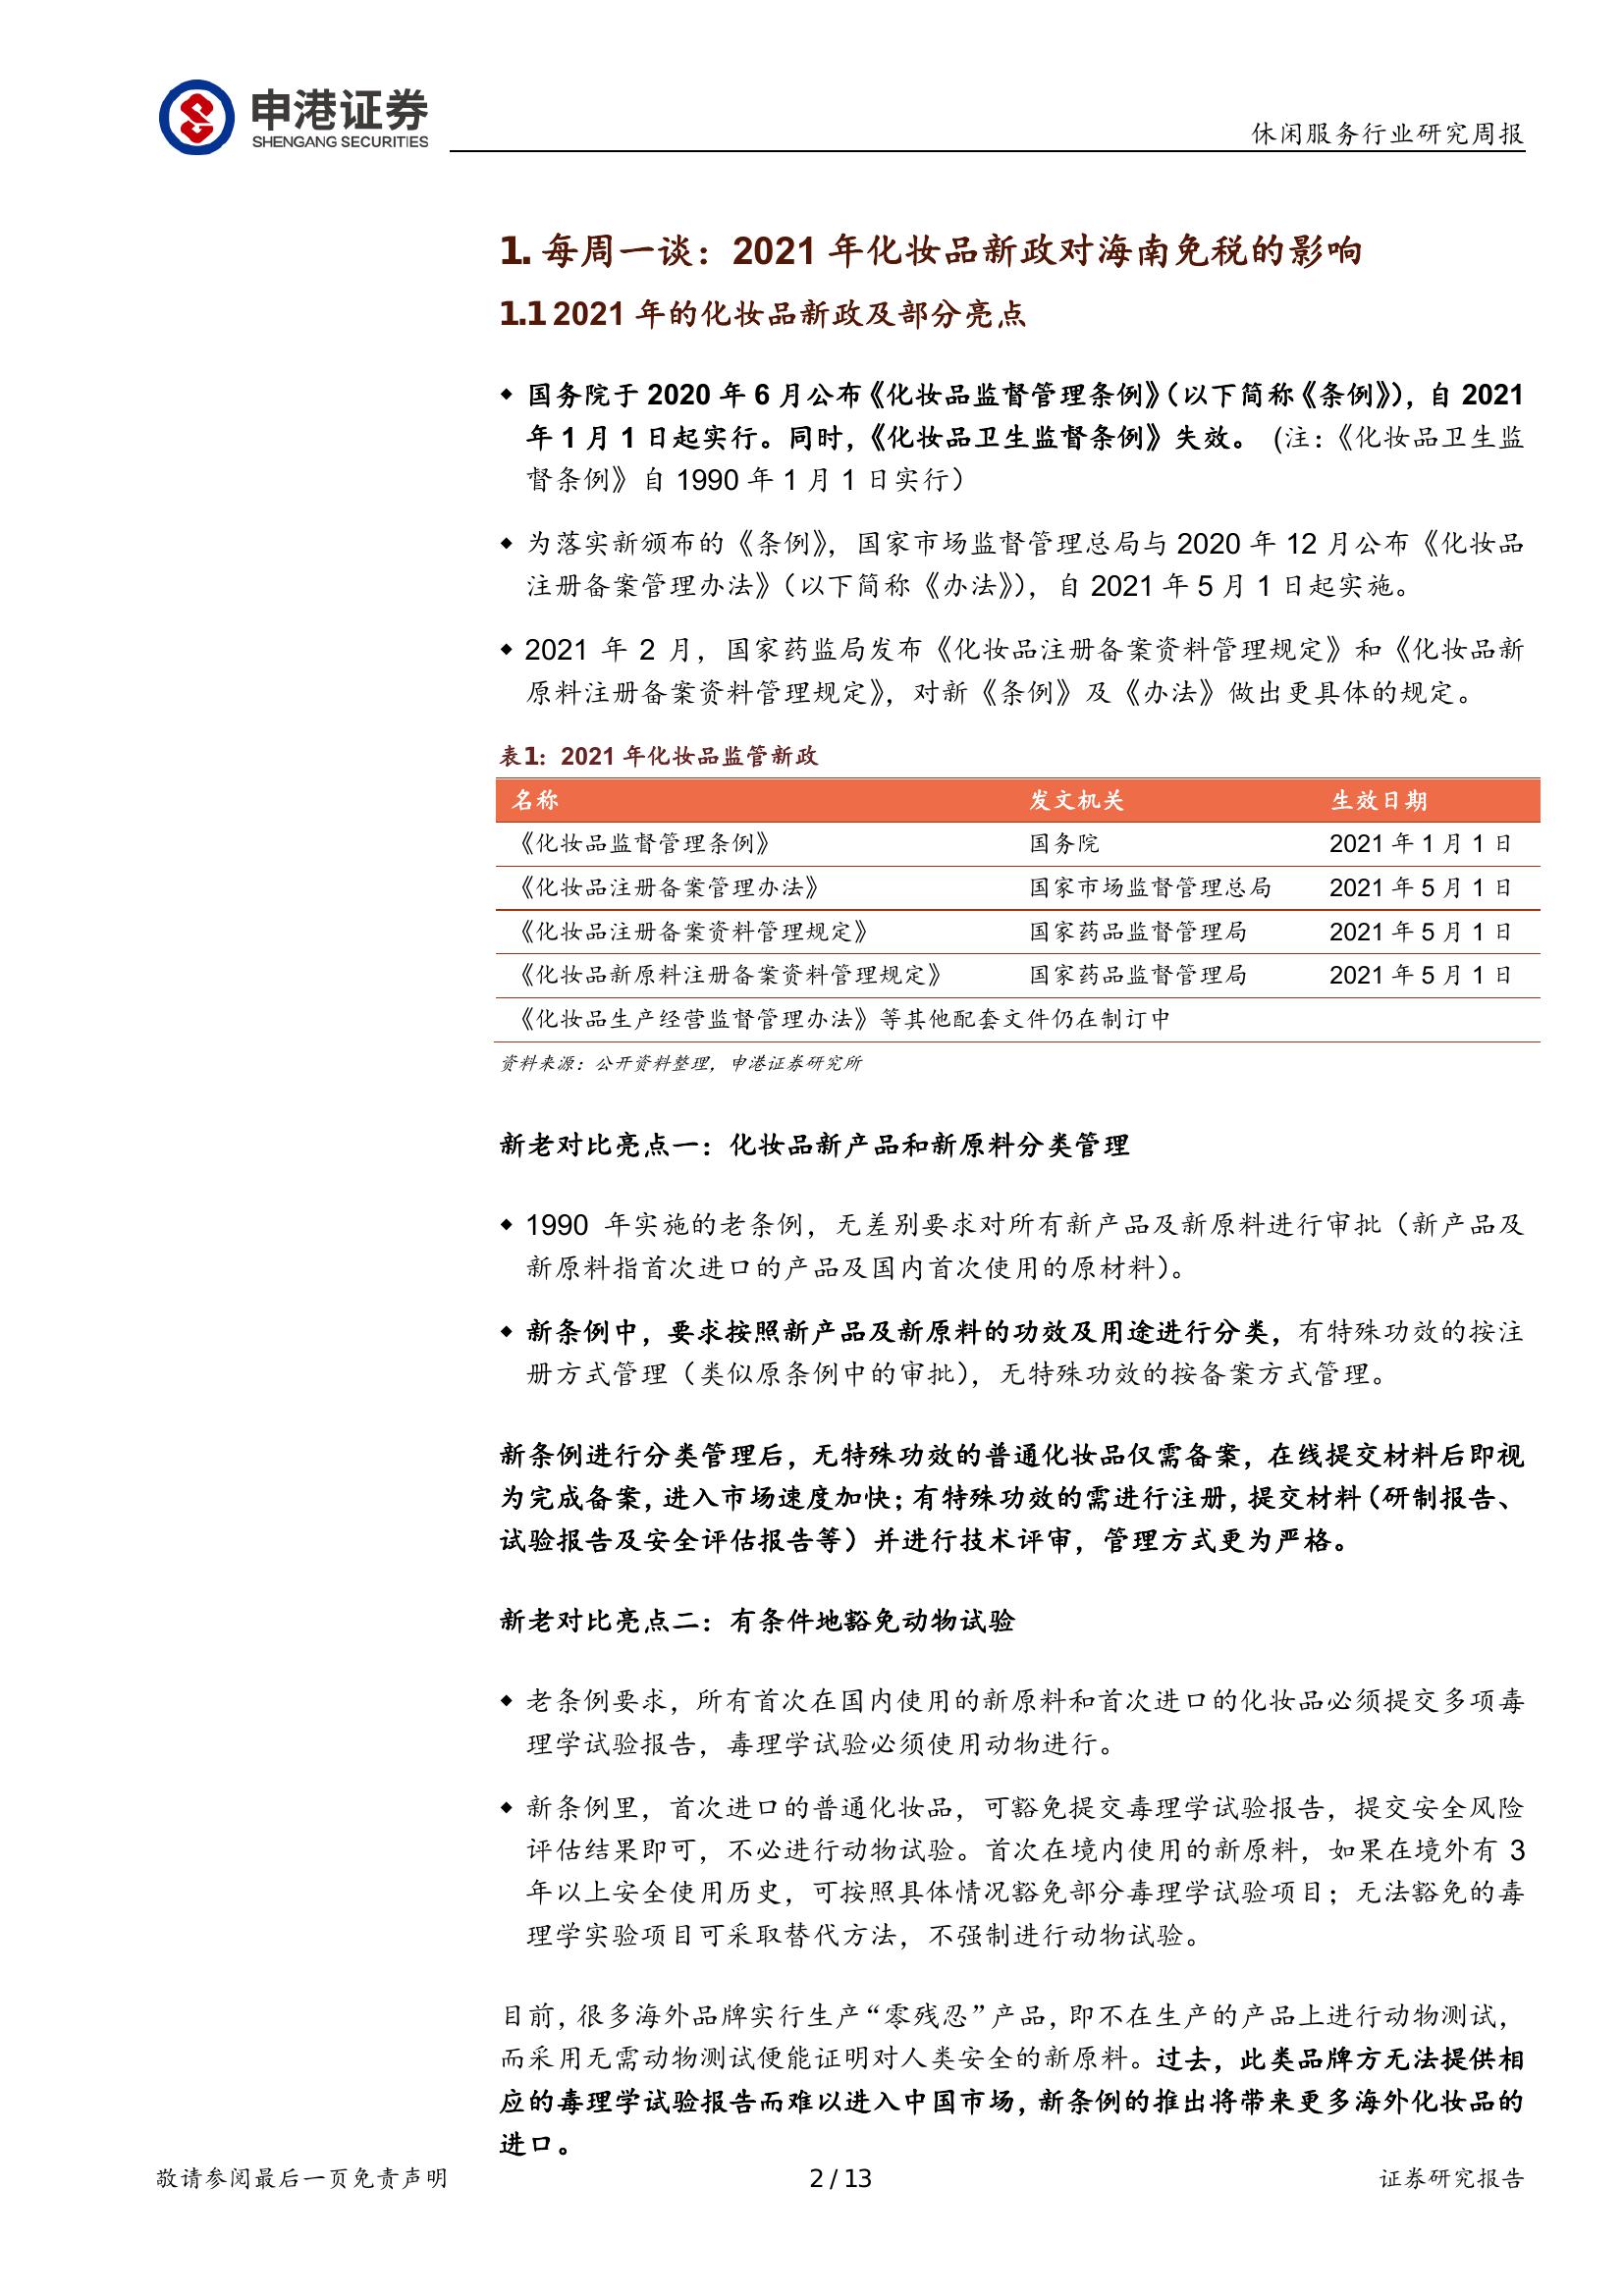 申港证券
SHENGANG SECURITIES
休闲服务行业研究周报
1. 每周一谈：2021 年化妆品新政对海南免税的影响
1.1 2021 年的化妆品新政及部分亮点
◆ 国务院于 2020 年 6 月公布《化妆品监督管理条例》（以下简称《条例》），自 2021
年 1 月 1 日起实行。同时，《化妆品卫生监督条例》失效。 (注：《化妆品卫生监
督条例》自 1990 年 1 月 1 日实行）
◆ 为落实新颁布的《条例》，国家市场监督管理总局与 2020 年 12 月公布《化妆品
注册备案管理办法》（以下简称《办法》），自 2021 年 5 月 1 日起实施。
◆ 2021 年 2 月，国家药监局发布《化妆品注册备案资料管理规定》和《化妆品新
原料注册备案资料管理规定》，对新《条例》及《办法》做出更具体的规定。
表1：2021 年化妆品监管新政
名称 发文机关 生效日期
《化妆品监督管理条例》 国务院 2021 年 1 月 1 日
《化妆品注册备案管理办法》 国家市场监督管理总局 2021 年 5 月 1 日
《化妆品注册备案资料管理规定》 国家药品监督管理局 2021 年 5 月 1 日
《化妆品新原料注册备案资料管理规定》 国家药品监督管理局 2021 年 5 月 1 日
《化妆品生产经营监督管理办法》等其他配套文件仍在制订中
资料来源：公开资料整理，申港证券研究所
新老对比亮点一：化妆品新产品和新原料分类管理
◆ 1990 年实施的老条例，无差别要求对所有新产品及新原料进行审批（新产品及
新原料指首次进口的产品及国内首次使用的原材料）。
◆ 新条例中，要求按照新产品及新原料的功效及用途进行分类，有特殊功效的按注
册方式管理（类似原条例中的审批），无特殊功效的按备案方式管理。
新条例进行分类管理后，无特殊功效的普通化妆品仅需备案，在线提交材料后即视
为完成备案，进入市场速度加快；有特殊功效的需进行注册，提交材料（研制报告、
试验报告及安全评估报告等）并进行技术评审，管理方式更为严格。
新老对比亮点二：有条件地豁免动物试验
◆ 老条例要求，所有首次在国内使用的新原料和首次进口的化妆品必须提交多项毒
理学试验报告，毒理学试验必须使用动物进行。
◆ 新条例里，首次进口的普通化妆品，可豁免提交毒理学试验报告，提交安全风险
评估结果即可，不必进行动物试验。首次在境内使用的新原料，如果在境外有 3
年以上安全使用历史，可按照具体情况豁免部分毒理学试验项目；无法豁免的毒
理学实验项目可采取替代方法，不强制进行动物试验。
目前，很多海外品牌实行生产“零残忍”产品，即不在生产的产品上进行动物测试，
而采用无需动物测试便能证明对人类安全的新原料。过去，此类品牌方无法提供相
应的毒理学试验报告而难以进入中国市场，新条例的推出将带来更多海外化妆品的
进口。
敬请参阅最后一页免责声明 2 / 13 证券研究报告